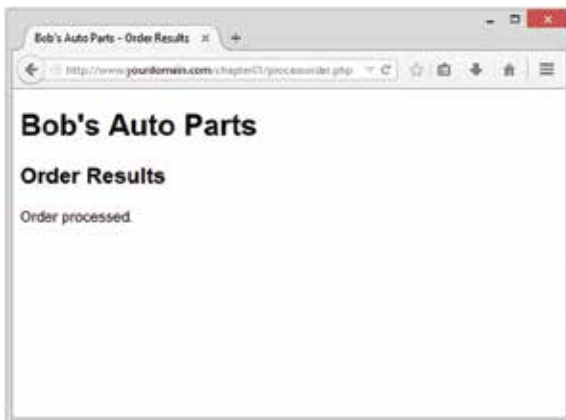 Bob's Auto Parts - Order Results
http://www.yourdomain.com/chapter01/processorder.php
Bob's Auto Parts
Order Results
Order processed.